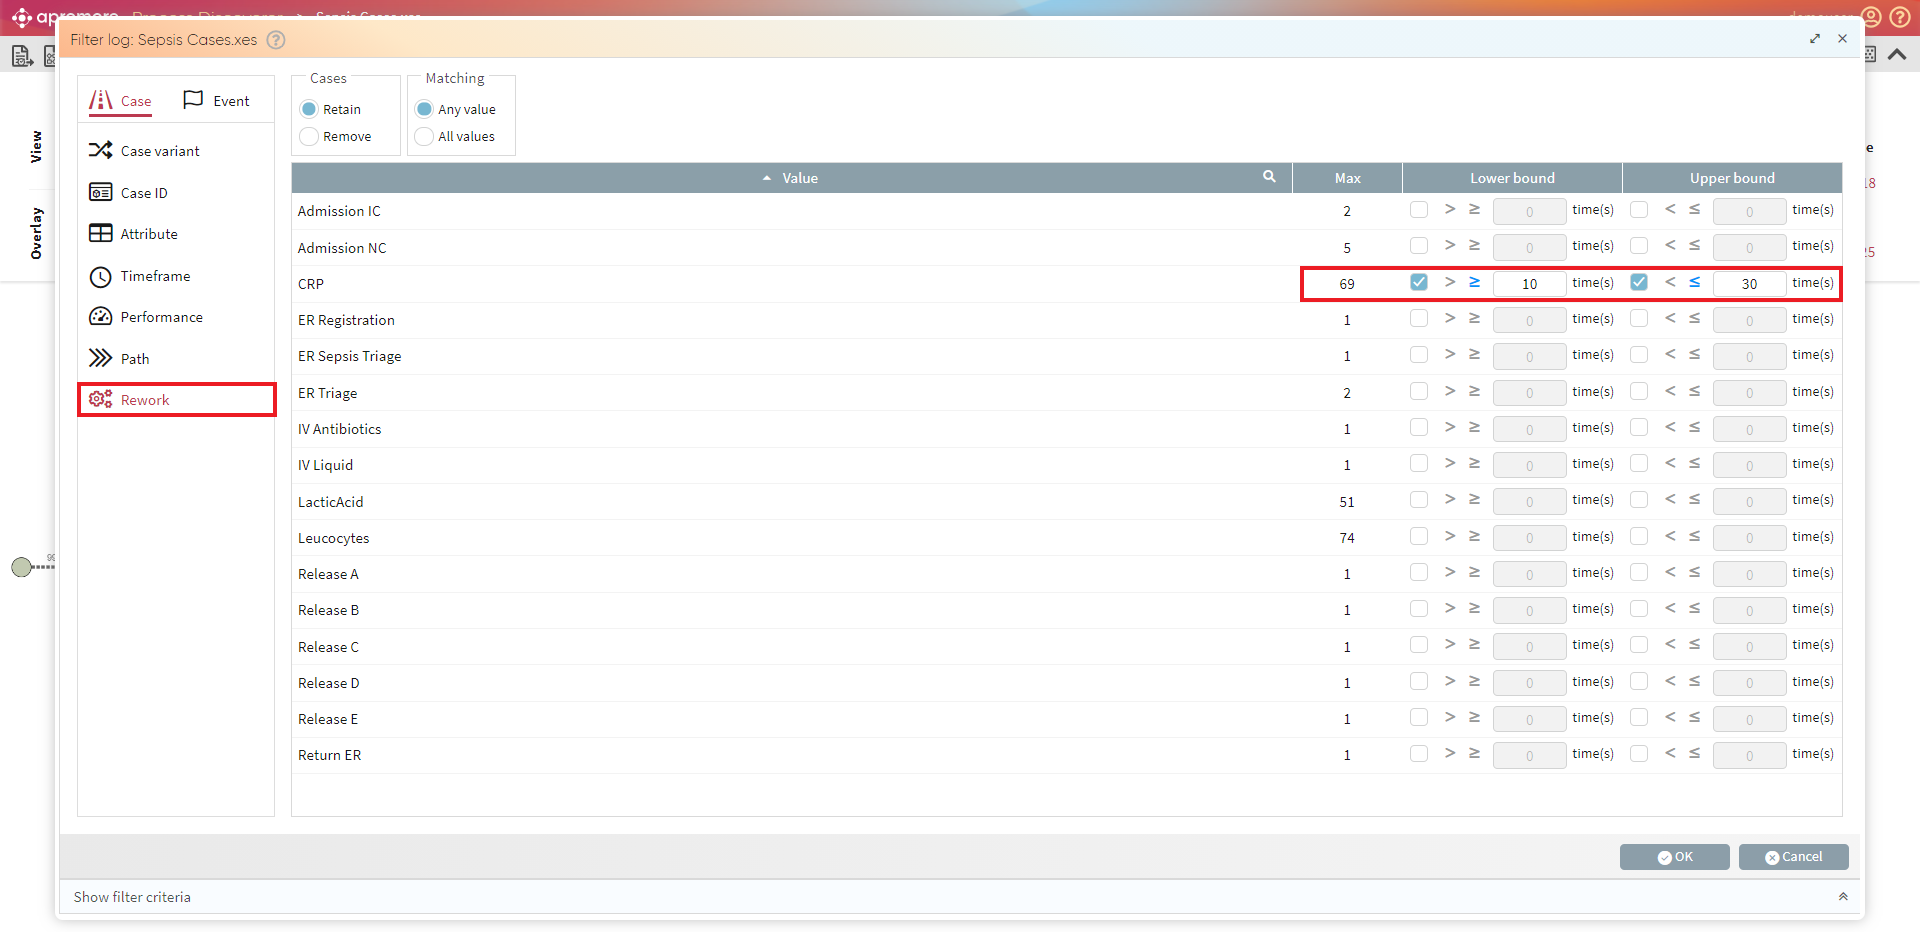 Filter log: Sepsis Cases.xes ?
Case Event
Case variant
Case ID
Attribute
Timeframe
Performance
Path
Rework
Cases
Retain
Remove
Matching
Any value
All values
Value Max Lower bound Upper bound
Admission IC 2 > ≥ 0 time(s) < ≤ 0 time(s)
Admission NC 5 > ≥ 0 time(s) < ≤ 0 time(s)
CRP 69 > ≥ 10 time(s) < ≤ 30 time(s)
ER Registration 1 > ≥ 0 time(s) < ≤ 0 time(s)
ER Sepsis Triage 1 > ≥ 0 time(s) < ≤ 0 time(s)
ER Triage 2 > ≥ 0 time(s) < ≤ 0 time(s)
IV Antibiotics 1 > ≥ 0 time(s) < ≤ 0 time(s)
IV Liquid 1 > ≥ 0 time(s) < ≤ 0 time(s)
LacticAcid 51 > ≥ 0 time(s) < ≤ 0 time(s)
Leucocytes 74 > ≥ 0 time(s) < ≤ 0 time(s)
Release A 1 > ≥ 0 time(s) < ≤ 0 time(s)
Release B 1 > ≥ 0 time(s) < ≤ 0 time(s)
Release C 1 > ≥ 0 time(s) < ≤ 0 time(s)
Release D 1 > ≥ 0 time(s) < ≤ 0 time(s)
Release E 1 > ≥ 0 time(s) < ≤ 0 time(s)
Return ER 1 > ≥ 0 time(s) < ≤ 0 time(s)
OK Cancel
Show filter criteria
View
Overlay